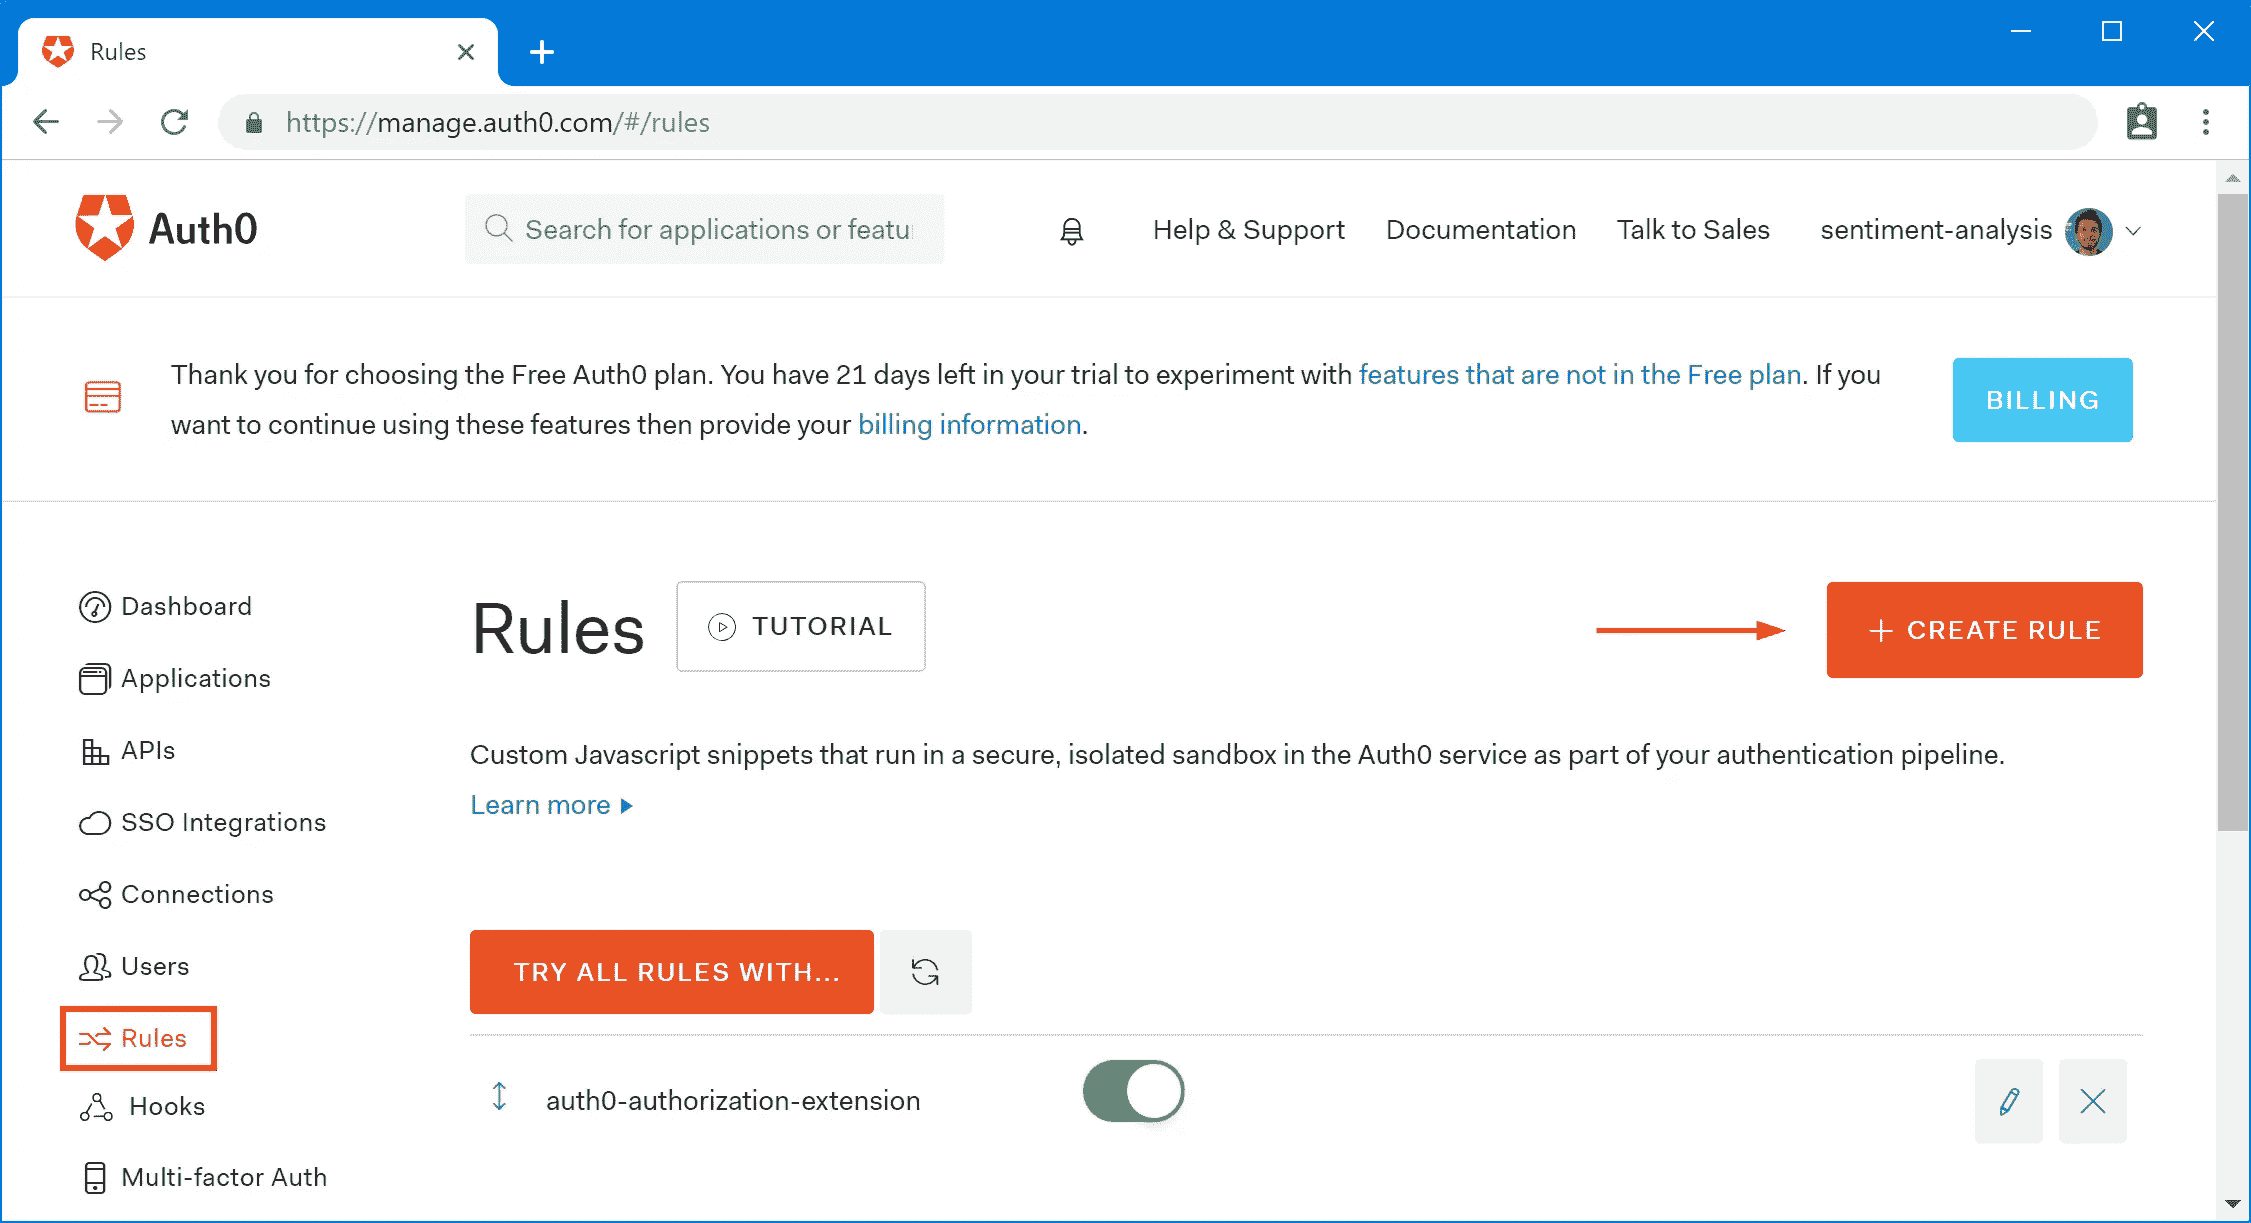 Rules
https://manage.auth0.com/#/rules
Auth0
Search for applications or featu
Help & Support
Documentation
Talk to Sales
sentiment-analysis
Thank you for choosing the Free Auth0 plan. You have 21 days left in your trial to experiment with features that are not in the Free plan. If you
want to continue using these features then provide your billing information.
BILLING
Dashboard
Applications
APIs
SSO Integrations
Connections
Users
Rules
Hooks
Multi-factor Auth
Rules
TUTORIAL
+ CREATE RULE
Custom Javascript snippets that run in a secure, isolated sandbox in the Auth0 service as part of your authentication pipeline.
Learn more
TRY ALL RULES WITH...
auth0-authorization-extension